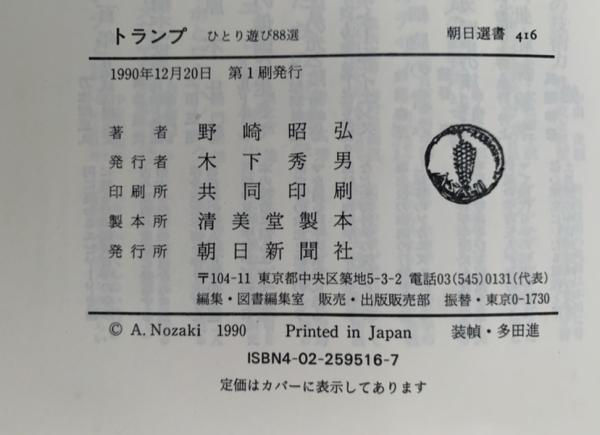 トランプ ひとり遊び88選 朝日選書 416
1990年12月20日 第1刷発行
著者 野崎昭弘
発行者 木下秀男
印刷所 共同印刷
製本所 清美堂製本
発行所 朝日新聞社
〒104-11 東京都中央区築地5-3-2 電話03(545)0131(代表)
編集・図書編集室 販売・出版販売部 振替・東京0-1730
© A. Nozaki 1990 Printed in Japan 装幀・多田進
ISBN4-02-259516-7
定価はカバーに表示してあります